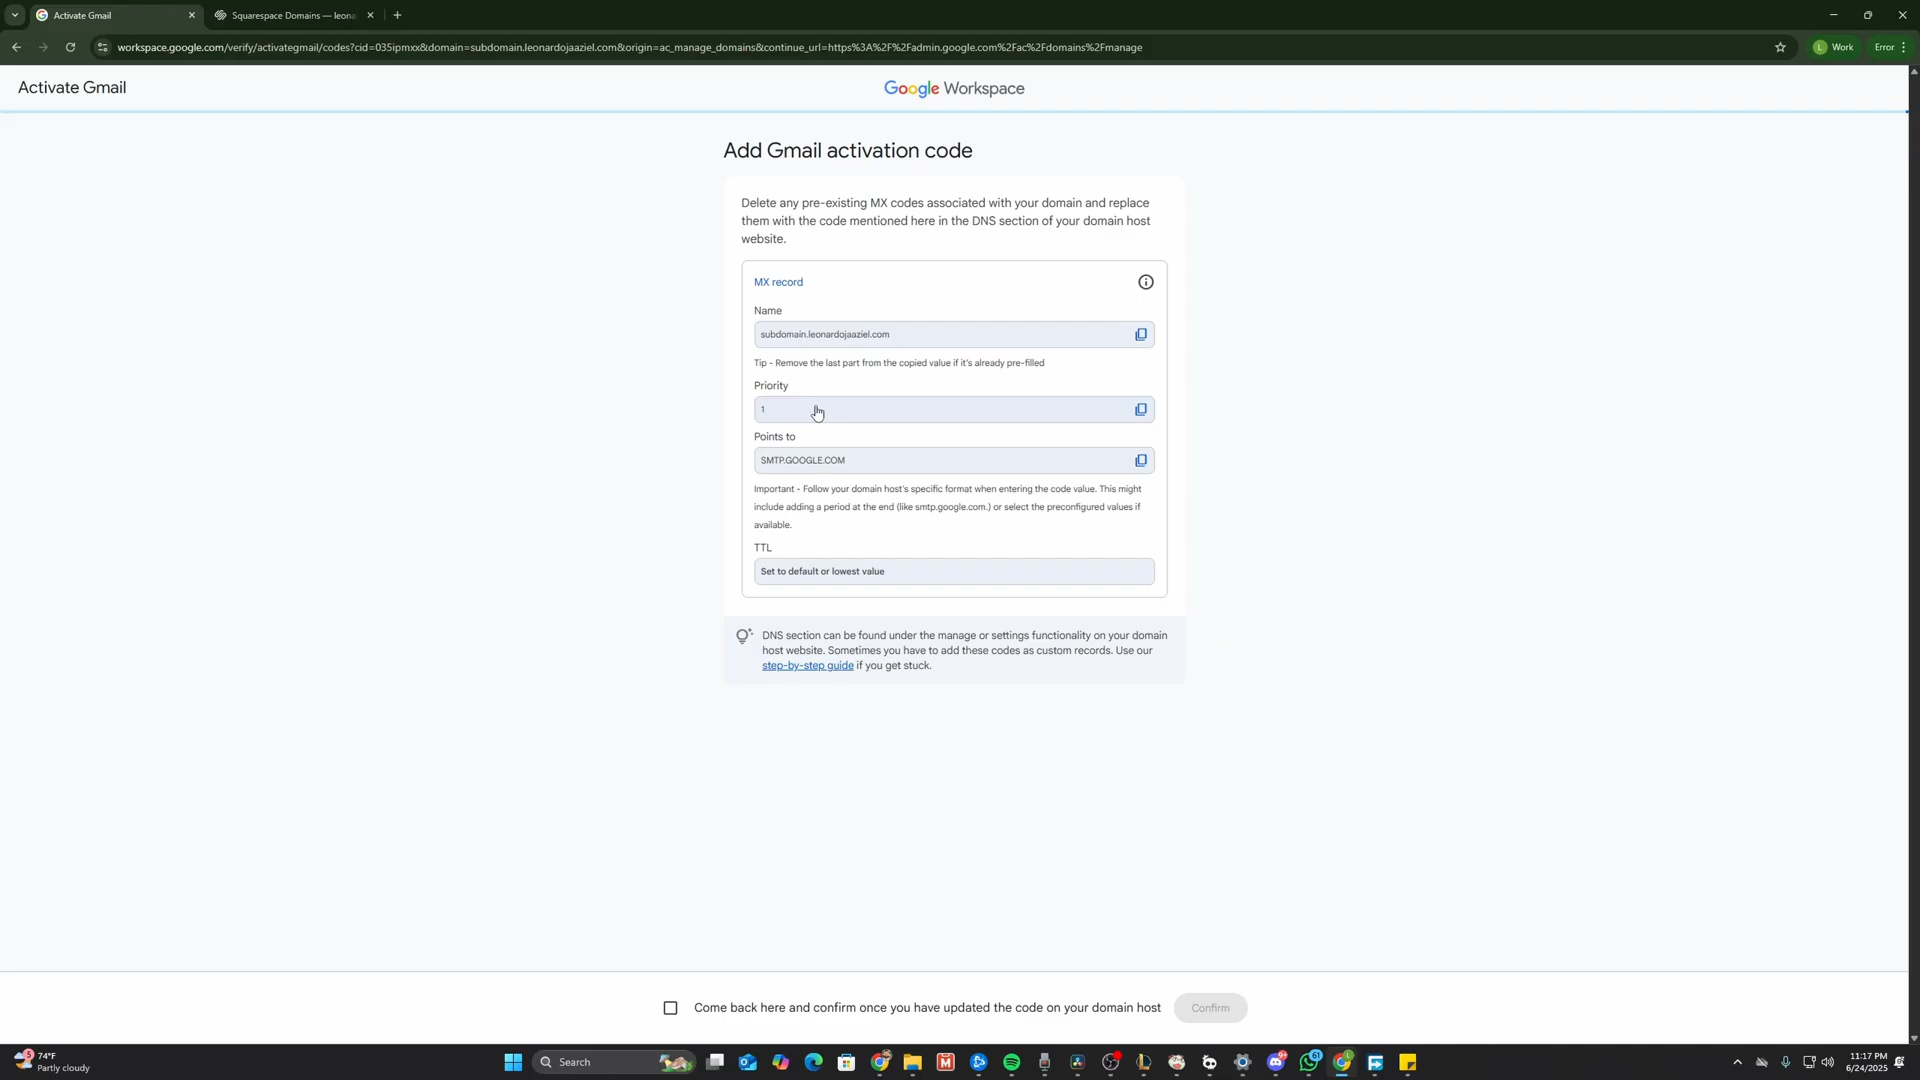 Activate Gmail
Squarespace Domains — leona
workspace.google.com/verify/activategmail/codes?cid=035ipmxx&domain=subdomain.leonardojaaziel.com&origin=ac_manage_domains&continue_url=https%3A%2F%2Fadmin.google.com%2Fac%2Fdomains%2Fmanage
L
Work
Error
Activate Gmail
Google Workspace
Add Gmail activation code
Delete any pre-existing MX codes associated with your domain and replace
them with the code mentioned here in the DNS section of your domain host
website.
MX record
Name
subdomain.leonardojaaziel.com
Tip - Remove the last part from the copied value if it's already pre-filled
Priority
1
Points to
SMTP.GOOGLE.COM
Important - Follow your domain host's specific format when entering the code value. This might
include adding a period at the end (like smtp.google.com.) or select the preconfigured values if
available.
TTL
Set to default or lowest value
DNS section can be found under the manage or settings functionality on your domain
host website. Sometimes you have to add these codes as custom records. Use our
step-by-step guide if you get stuck.
Come back here and confirm once you have updated the code on your domain host
Confirm
74°F
Partly cloudy
Search
61
11:17 PM
6/24/2025